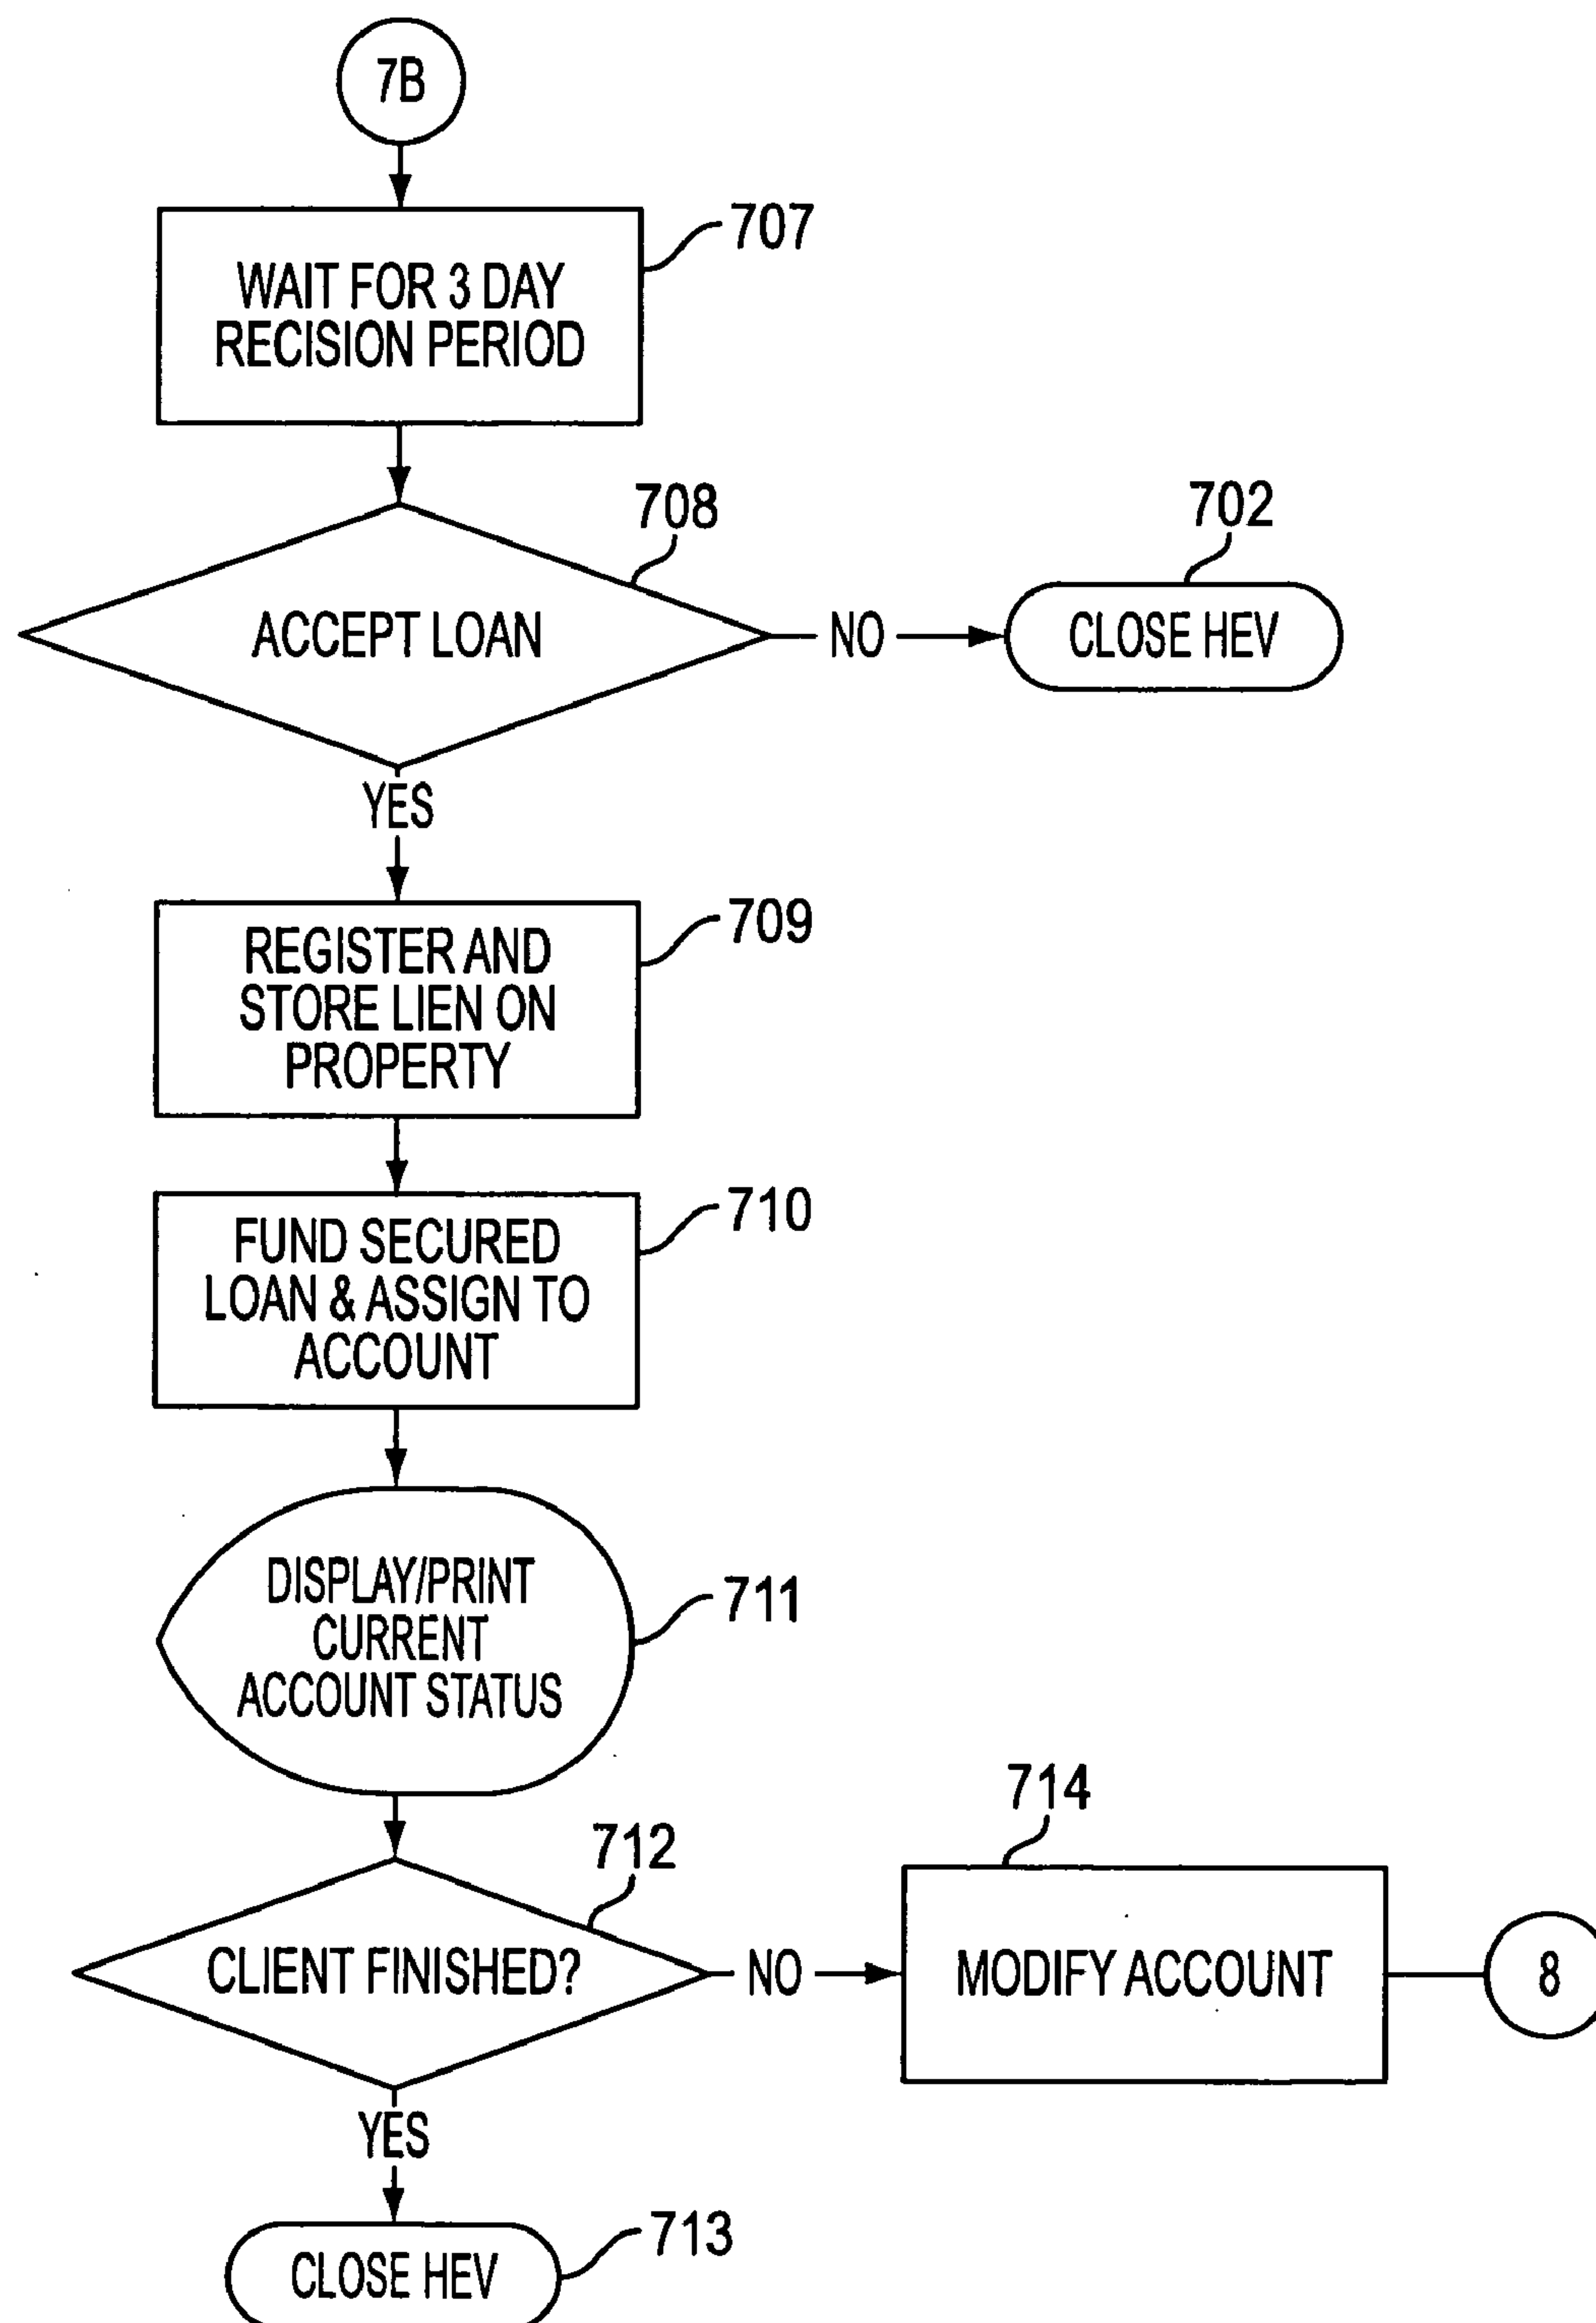 7B
707
WAIT FOR 3 DAY
RECISION PERIOD
708
702
ACCEPT LOAN
NO
CLOSE HEV
YES
709
REGISTER AND
STORE LIEN ON
PROPERTY
710
FUND SECURED
LOAN & ASSIGN TO
ACCOUNT
711
DISPLAY/PRINT
CURRENT
ACCOUNT STATUS
714
712
CLIENT FINISHED?
NO
MODIFY ACCOUNT
8
YES
713
CLOSE HEV